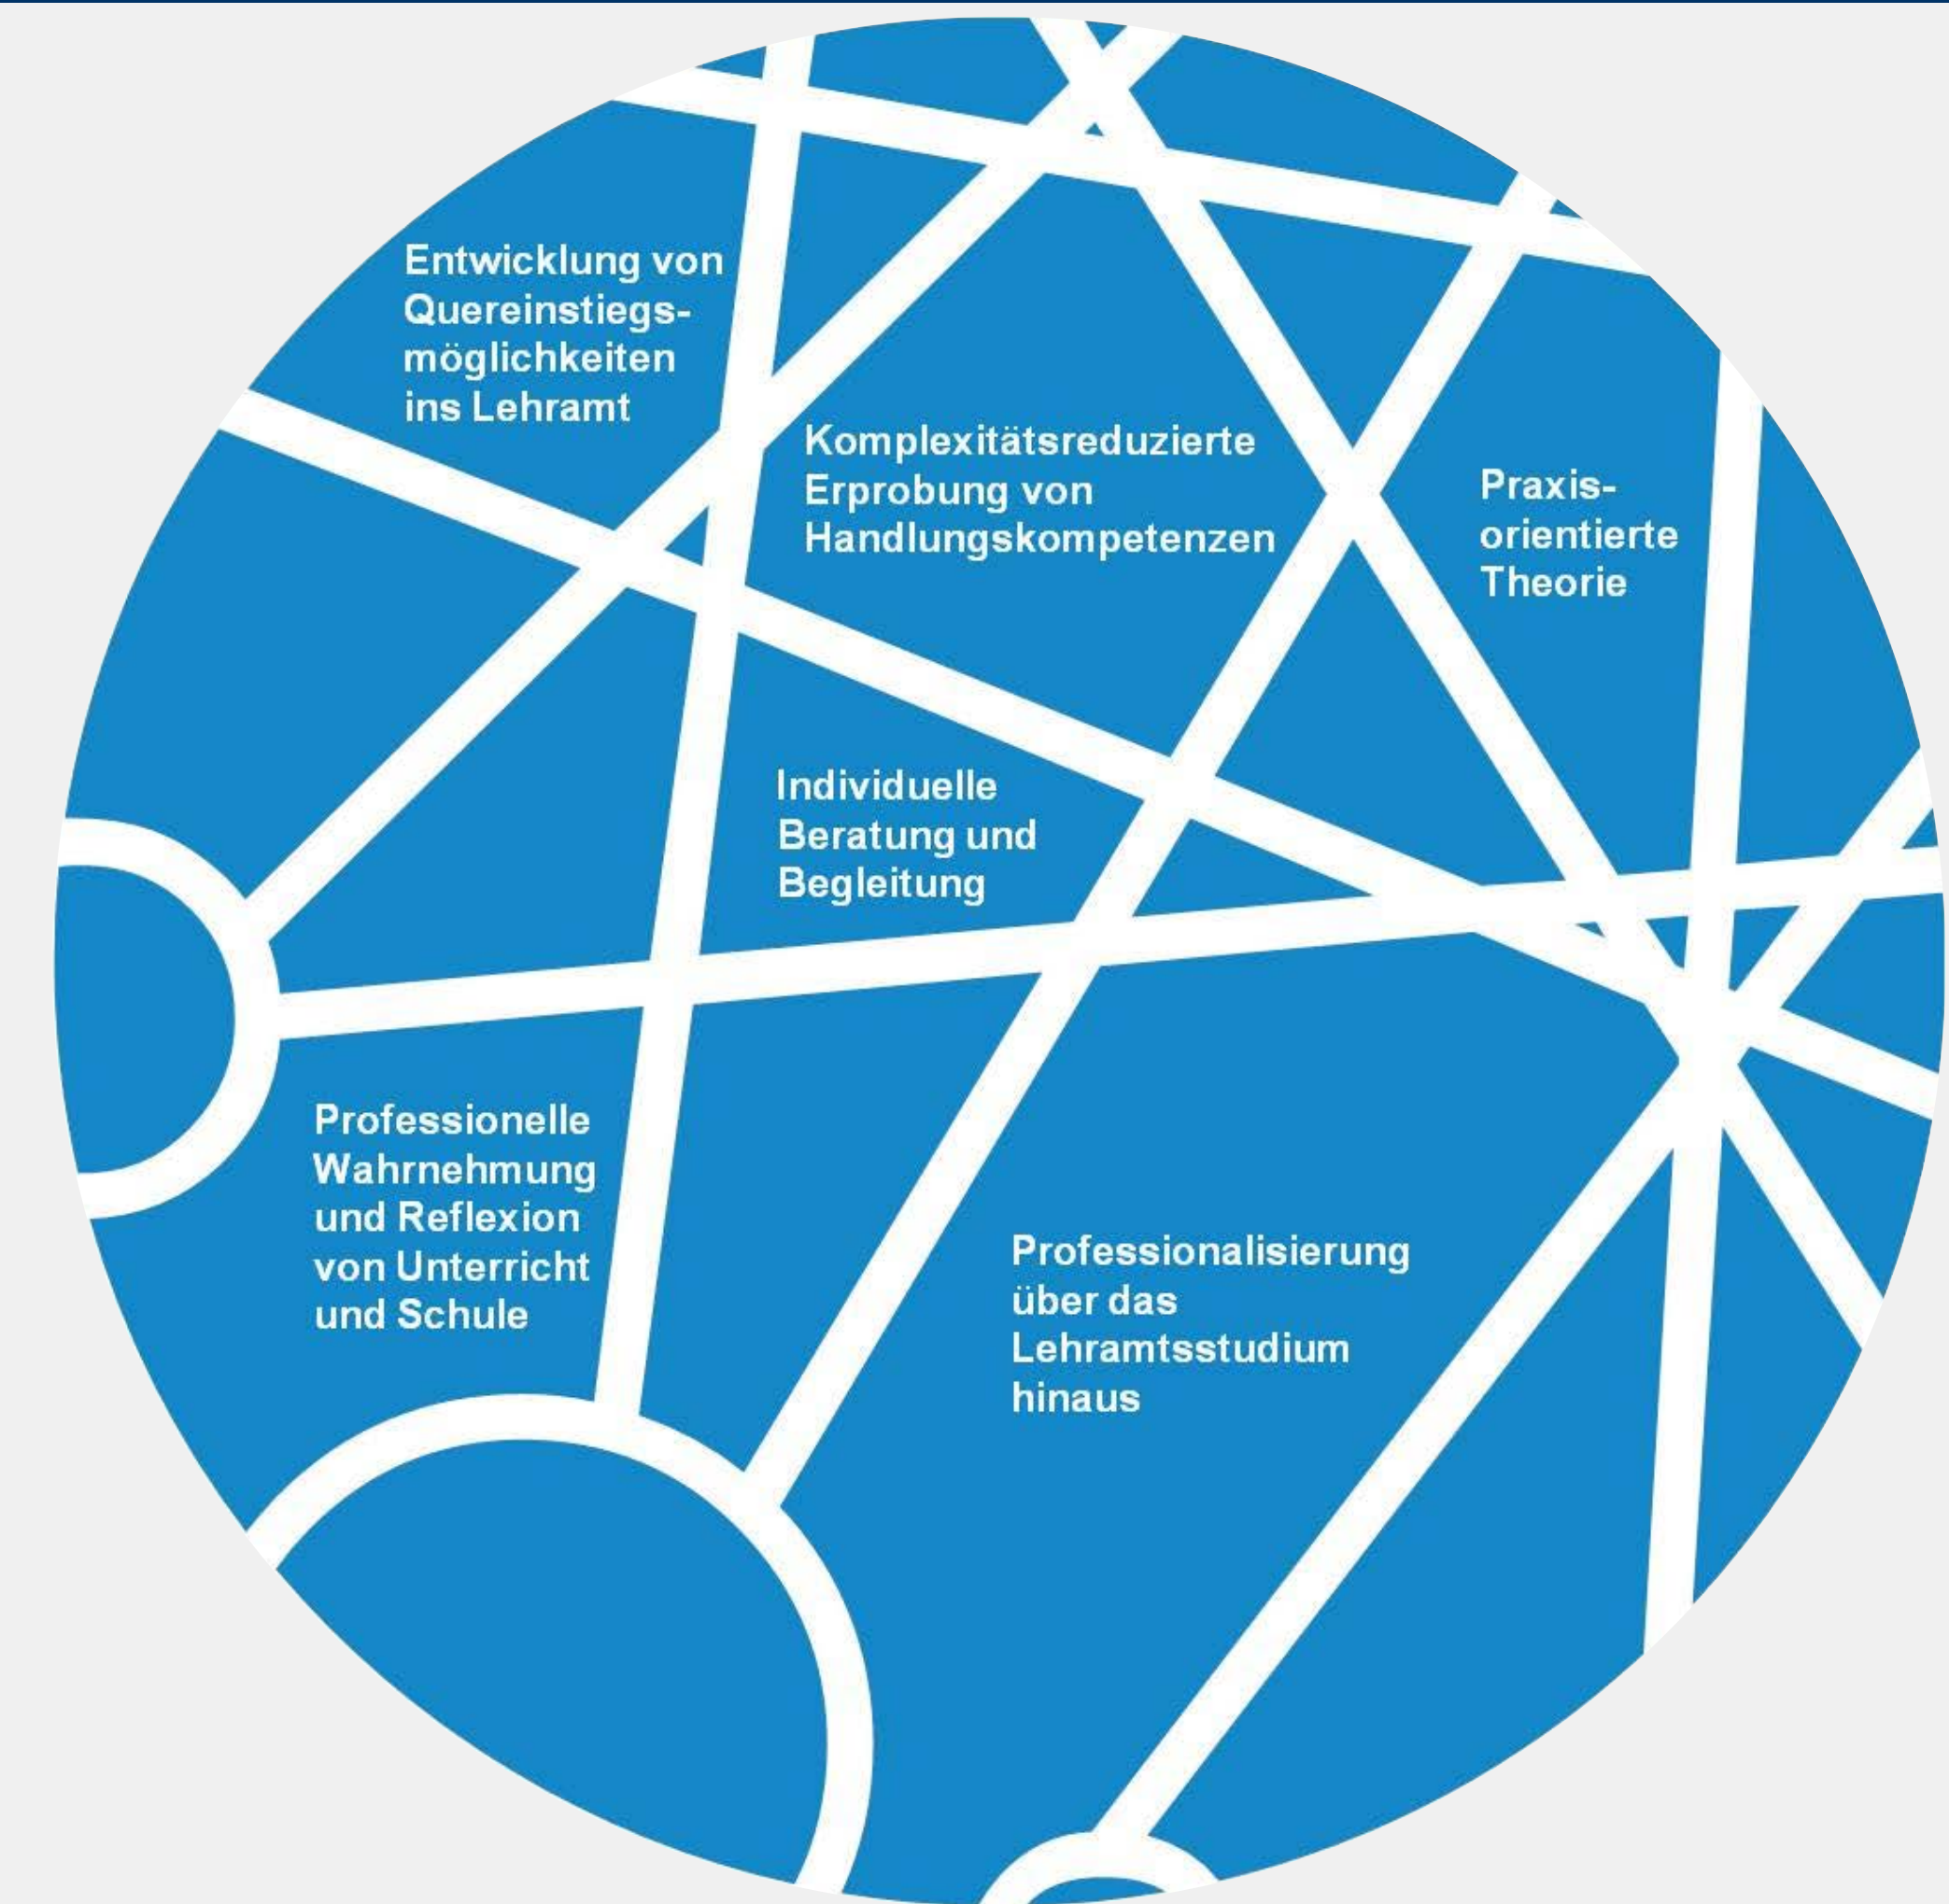 Entwicklung von
Quereinstiegs-
möglichkeiten
ins Lehramt
Komplexitätsreduzierte
Erprobung von
Handlungskompetenzen
Praxis-
orientierte
Theorie
Individuelle
Beratung und
Begleitung
Professionelle
Wahrnehmung
und Reflexion
von Unterricht
und Schule
Professionalisierung
über das
Lehramtsstudium
hinaus